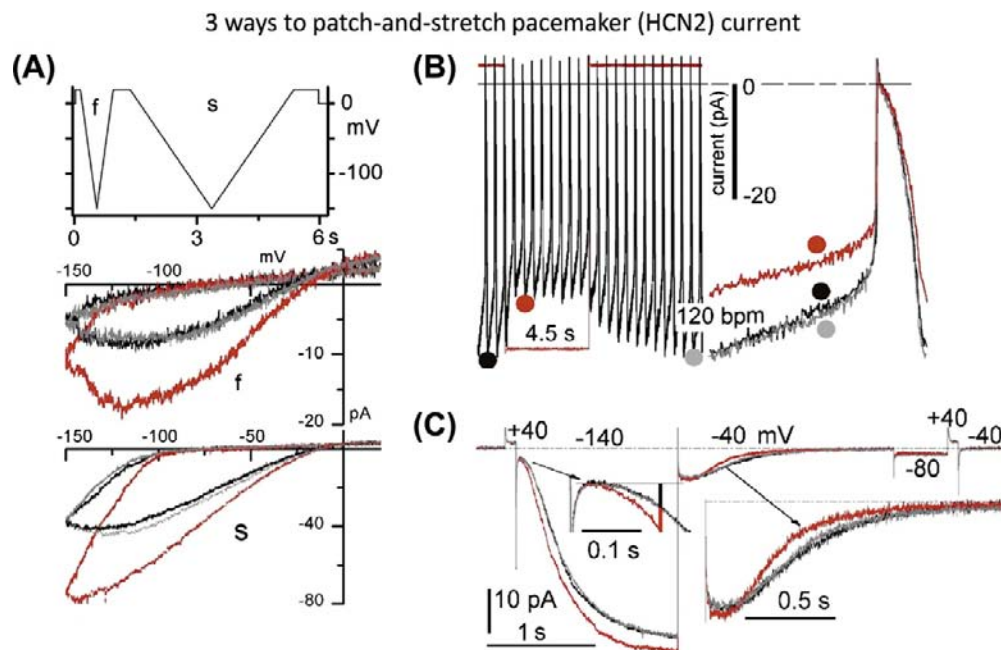 3 ways to patch-and-stretch pacemaker (HCN2) current
(A)
f
s
0
mV
-100
0
3
6 s
-150
-100
mV
-10
f
-20
pA
-150
-100
-50
-40
S
-80
(B)
0
current (pA)
-20
4.5 s
120 bpm
(C)
+40
-140
-40
mV
+40
-40
-80
0.1 s
10 pA
1 s
0.5 s